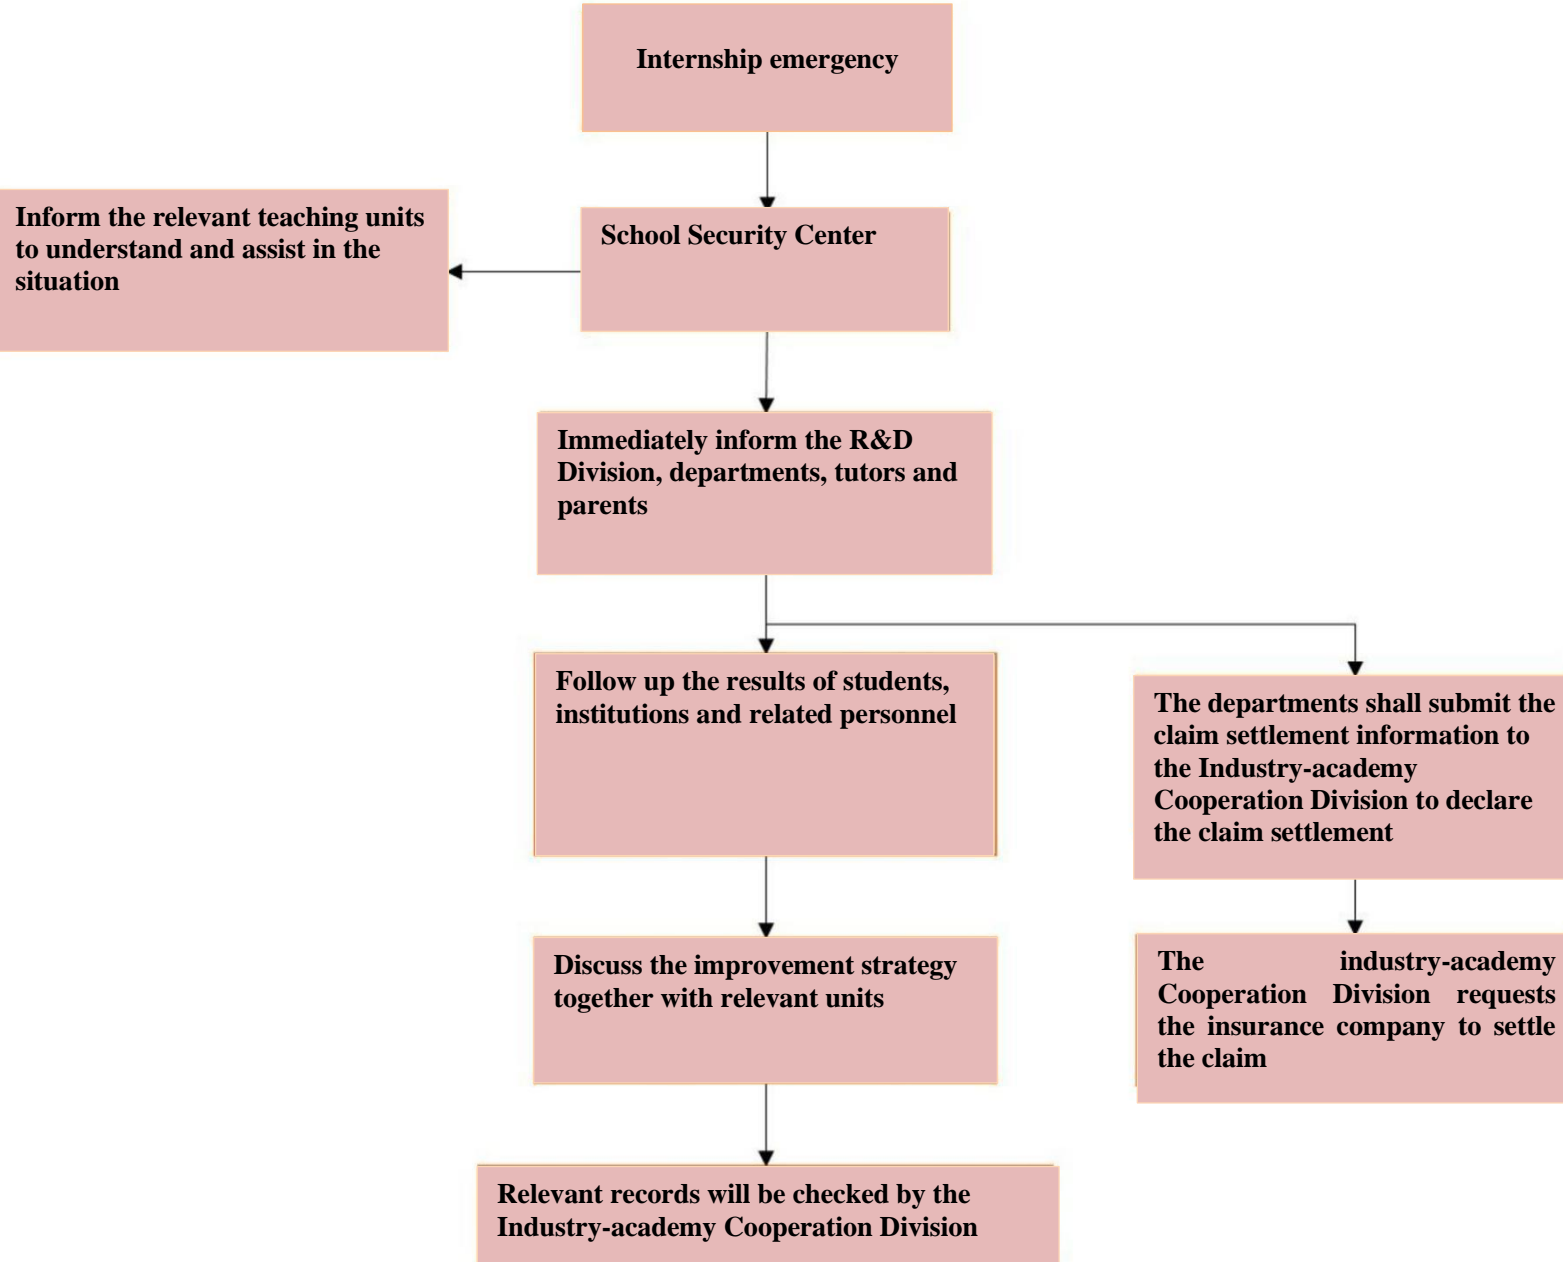 Internship emergency
Inform the relevant teaching units
to understand and assist in the
situation
School Security Center
Immediately inform the R&D
Division, departments, tutors and
parents
Follow up the results of students,
institutions and related personnel
The departments shall submit the
claim settlement information to
the Industry-academy
Cooperation Division to declare
the claim settlement
Discuss the improvement strategy
together with relevant units
The industry-academy
Cooperation Division requests
the insurance company to settle
the claim
Relevant records will be checked by the
Industry-academy Cooperation Division